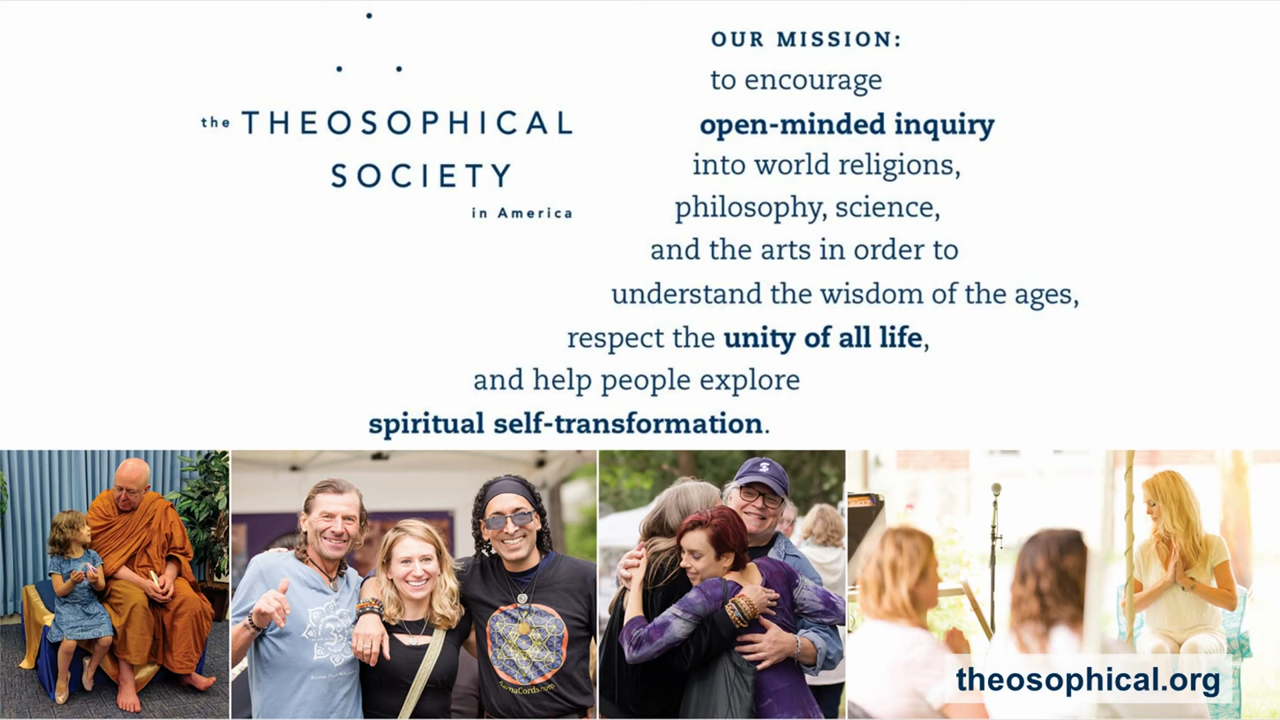 the THEOSOPHICAL
SOCIETY
in America
OUR MISSION:
to encourage
open-minded inquiry
into world religions,
philosophy, science,
and the arts in order to
understand the wisdom of the ages,
respect the unity of all life,
and help people explore
spiritual self-transformation.
theosophical.org